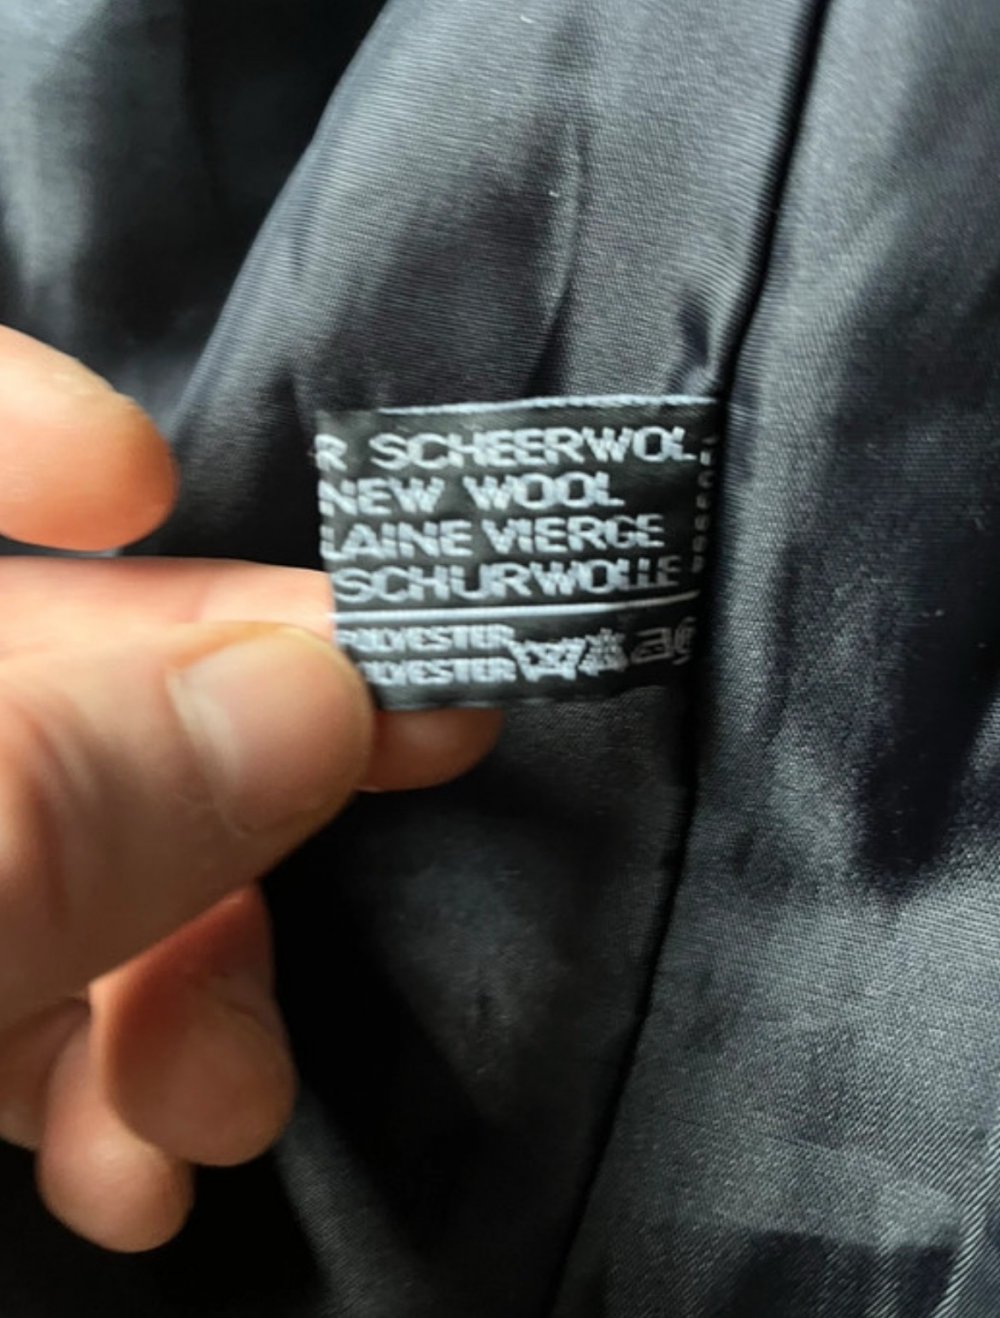 R SCHEERWOL
NEW WOOL
LAINE VIERGE
SCHURWOLLE
POLYESTER
POLYESTER